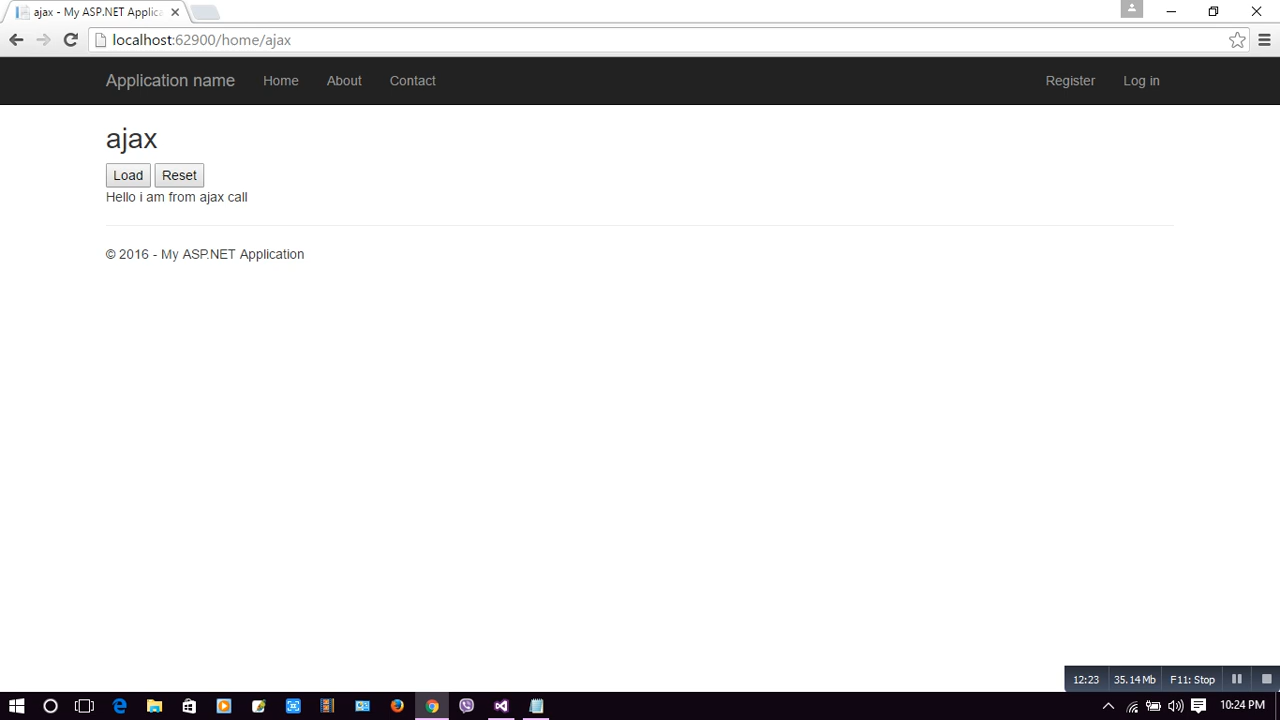 ajax - My ASP.NET Applica
localhost:62900/home/ajax
Application name Home About Contact Register Log in
ajax
Load Reset
Hello i am from ajax call
© 2016 - My ASP.NET Application
12:23 35.14 Mb F11: Stop
10:24 PM